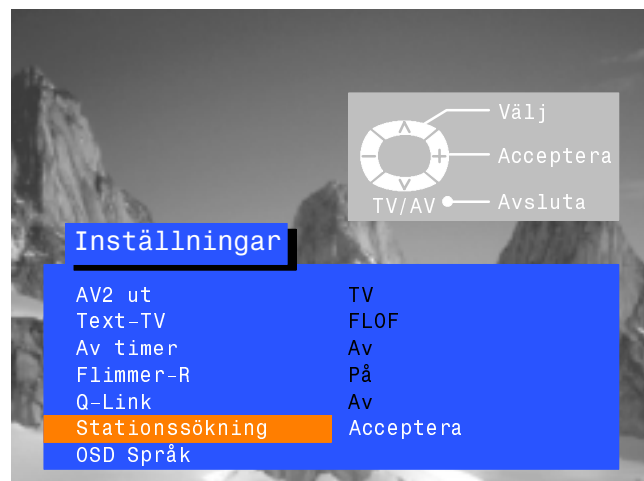 Välj
Acceptera
TV/AV Avsluta
Inställningar
AV2 ut TV
Text-TV FLOF
Av timer Av
Flimmer-R På
Q-Link Av
Stationssökning Acceptera
OSD Språk